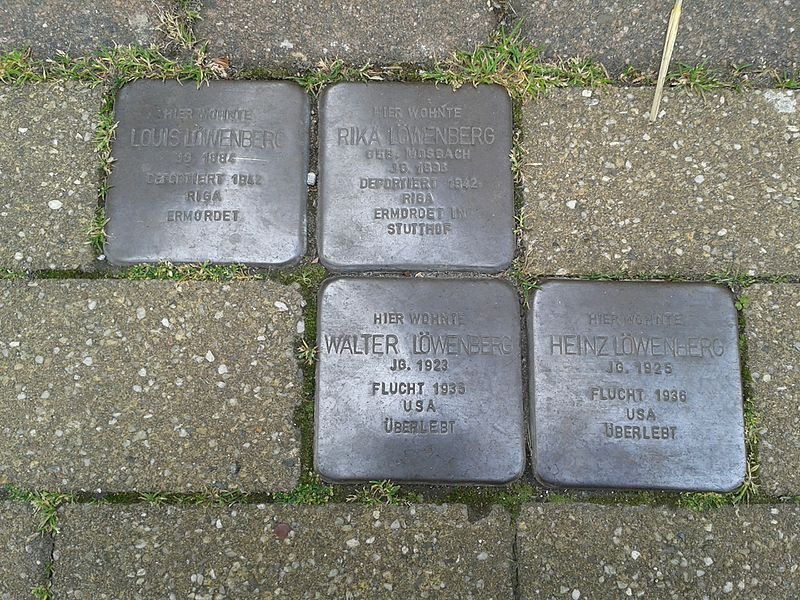 HIER WOHNTE
LOUIS LÖWENBERG
JG. 1884
DEPORTIERT 1942
RIGA
ERMORDET
HIER WOHNTE
RIKA LÖWENBERG
GEB. MOSBACH
JG.
DEPORTIERT 1942
RIGA
ERMORDET IN
STUTTHOF
HIER WOHNTE
WALTER LÖWENBERG
JG. 1923
FLUCHT
USA
ÜBERLEBT
HIER WOHNTE
HEINZ LÖWENBERG
JG. 1925
FLUCHT 1936
USA
ÜBERLEBT